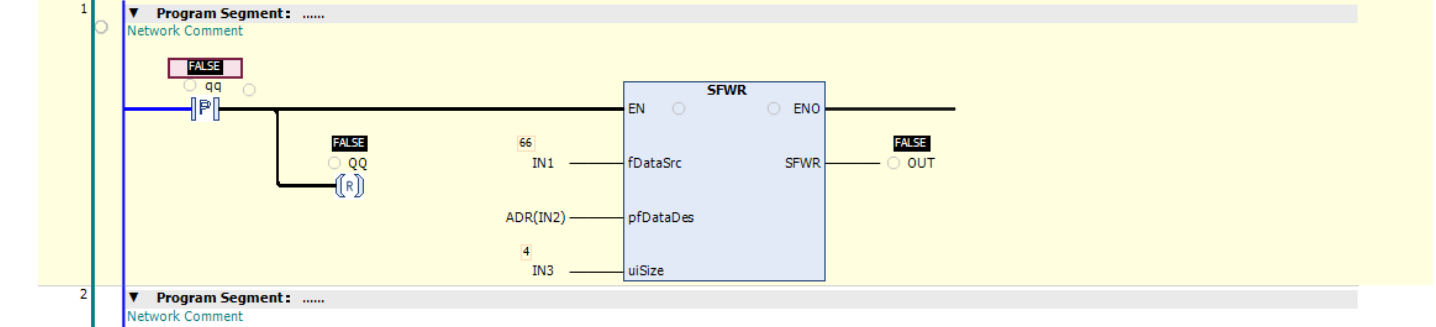 1
▼ Program Segment: ......
Network Comment
FALSE
qq
P
SFWR
EN
ENO
FALSE
QQ
R
66
IN1
fDataSrc
SFWR
FALSE
OUT
ADR(IN2)
pfDataDes
4
IN3
uiSize
2
▼ Program Segment: ......
Network Comment